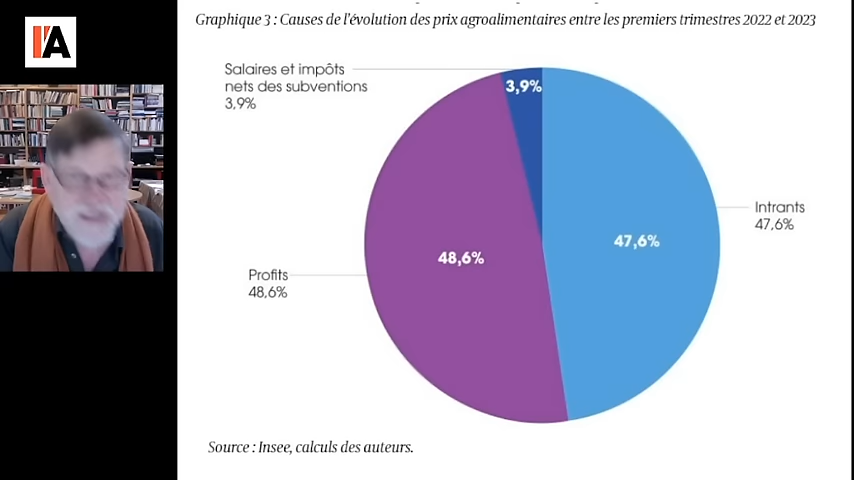 Graphique 3 : Causes de l'évolution des prix agroalimentaires entre les premiers trimestres 2022 et 2023
IA
Salaires et impôts
nets des subventions
3,9%
3,9%
Intrants
47,6%
47,6%
48,6%
Profits
48,6%
Source : Insee, calculs des auteurs.